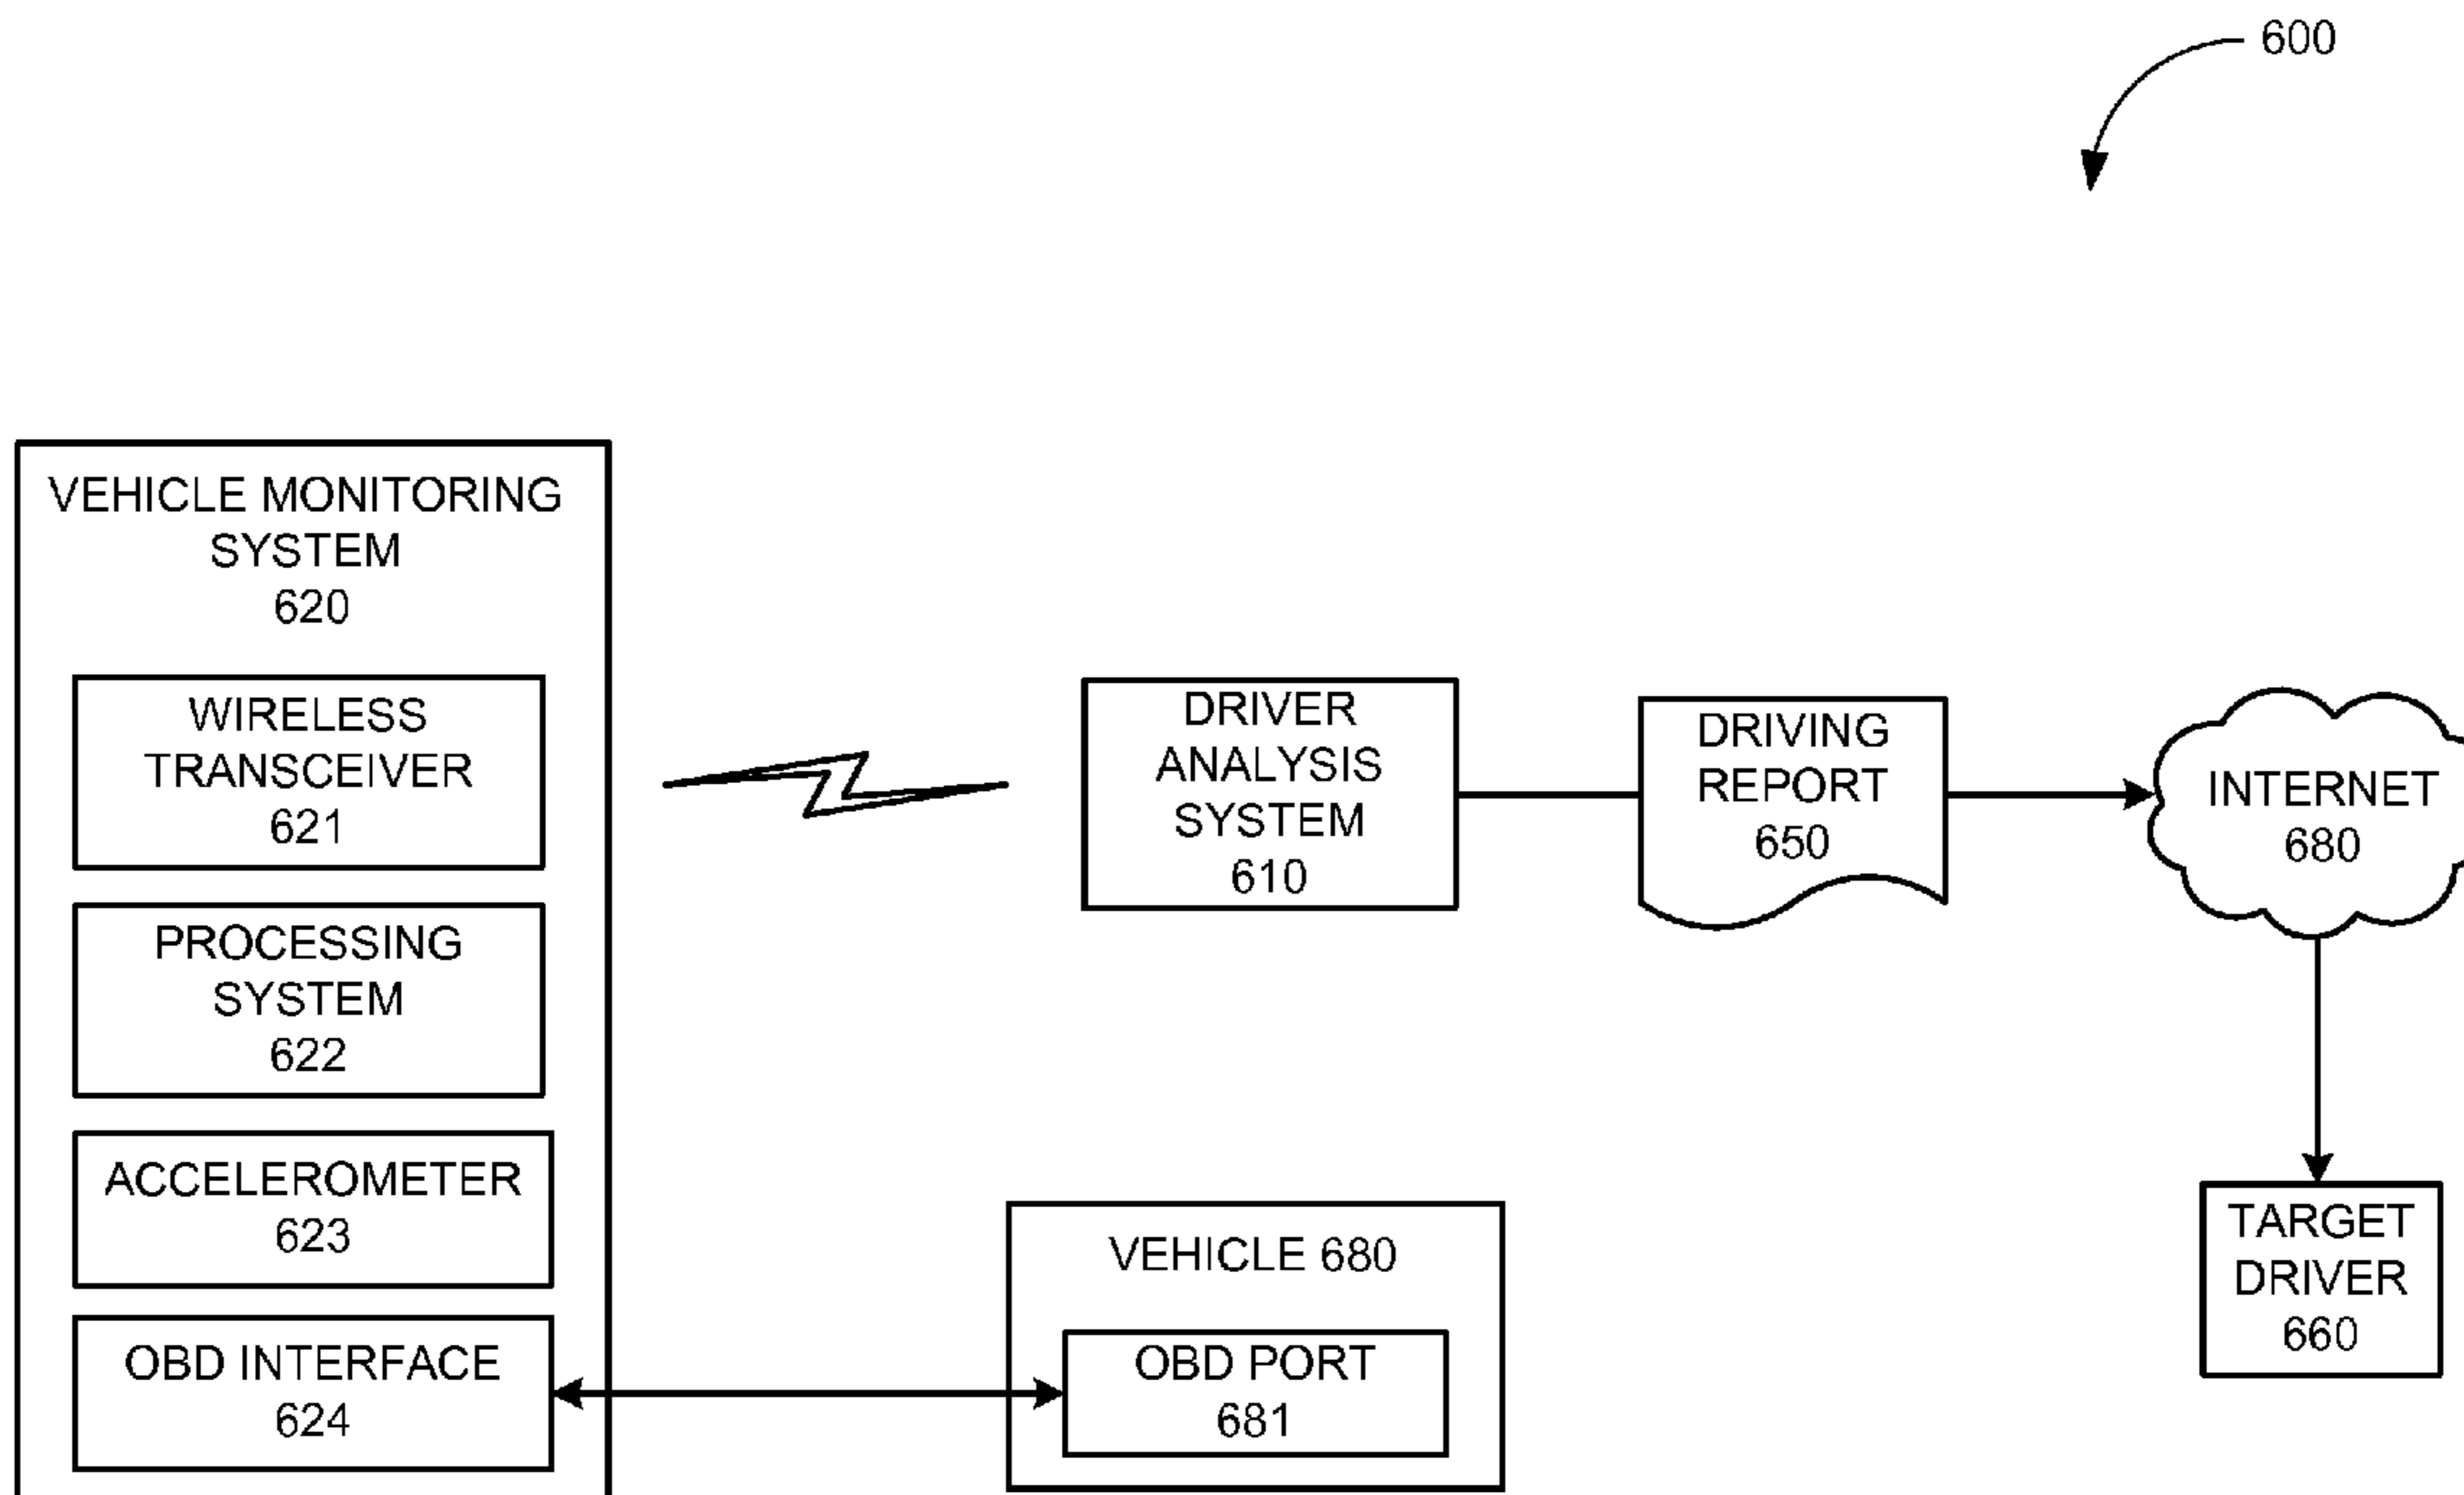 600
VEHICLE MONITORING
SYSTEM
620
WIRELESS
TRANSCEIVER
621
PROCESSING
SYSTEM
622
ACCELEROMETER
623
OBD INTERFACE
624
DRIVER
ANALYSIS
SYSTEM
610
DRIVING
REPORT
650
INTERNET
680
VEHICLE 680
OBD PORT
681
TARGET
DRIVER
660